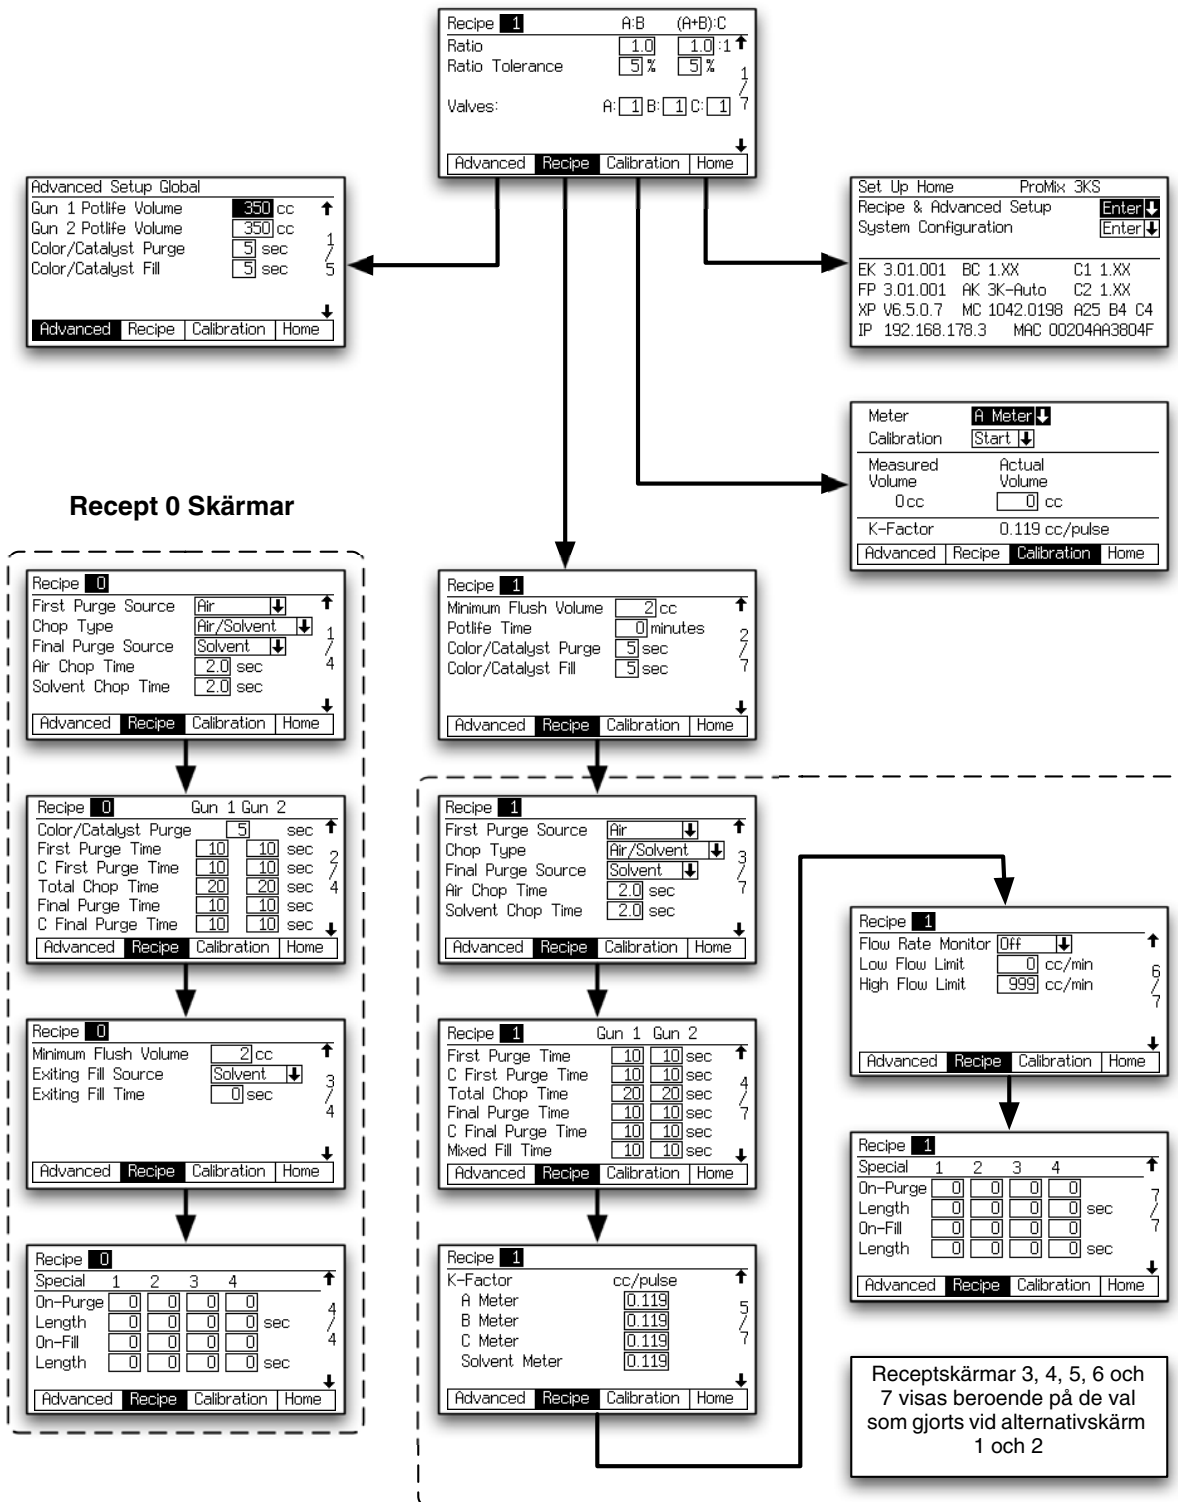 Recipe 1 A:B (A+B):C
Ratio 1.0 1.0 :1
Ratio Tolerance 5 % 5 %
1
/
7
Valves: A: 1 B: 1 C: 1
Advanced Recipe Calibration Home
Advanced Setup Global
Gun 1 Potlife Volume 350 cc
Gun 2 Potlife Volume 350 cc
Color/Catalyst Purge 5 sec
Color/Catalyst Fill 5 sec
1
/
5
Advanced Recipe Calibration Home
Set Up Home ProMix 3KS
Recipe & Advanced Setup Enter
System Configuration Enter
EK 3.01.001 BC 1.XX C1 1.XX
FP 3.01.001 AK 3K-Auto C2 1.XX
XP V6.5.0.7 MC 1042.0198 A25 B4 C4
IP 192.168.178.3 MAC 00204AA3804F
Meter A Meter
Calibration Start
Measured Actual
Volume Volume
0 cc 0 cc
K-Factor 0.119 cc/pulse
Advanced Recipe Calibration Home
Recept 0 Skärmar
Recipe 0
First Purge Source Air
Chop Type Air/Solvent
Final Purge Source Solvent
Air Chop Time 2.0 sec
Solvent Chop Time 2.0 sec
1
/
4
Advanced Recipe Calibration Home
Recipe 0 Gun 1 Gun 2
Color/Catalyst Purge 5 sec
First Purge Time 10 10 sec
C First Purge Time 10 10 sec
Total Chop Time 20 20 sec
Final Purge Time 10 10 sec
C Final Purge Time 10 10 sec
2
/
4
Advanced Recipe Calibration Home
Recipe 0
Minimum Flush Volume 2 cc
Exiting Fill Source Solvent
Exiting Fill Time 0 sec
3
/
4
Advanced Recipe Calibration Home
Recipe 0
Special 1 2 3 4
On-Purge 0 0 0 0
Length 0 0 0 0 sec
On-Fill 0 0 0 0
Length 0 0 0 0 sec
4
/
4
Advanced Recipe Calibration Home
Recipe 1
Minimum Flush Volume 2 cc
Potlife Time 0 minutes
Color/Catalyst Purge 5 sec
Color/Catalyst Fill 5 sec
2
/
7
Advanced Recipe Calibration Home
Recipe 1
First Purge Source Air
Chop Type Air/Solvent
Final Purge Source Solvent
Air Chop Time 2.0 sec
Solvent Chop Time 2.0 sec
3
/
7
Advanced Recipe Calibration Home
Recipe 1 Gun 1 Gun 2
First Purge Time 10 10 sec
C First Purge Time 10 10 sec
Total Chop Time 20 20 sec
Final Purge Time 10 10 sec
C Final Purge Time 10 10 sec
Mixed Fill Time 10 10 sec
4
/
7
Advanced Recipe Calibration Home
Recipe 1
K-Factor cc/pulse
A Meter 0.119
B Meter 0.119
C Meter 0.119
Solvent Meter 0.119
5
/
7
Advanced Recipe Calibration Home
Recipe 1
Flow Rate Monitor Off
Low Flow Limit 0 cc/min
High Flow Limit 999 cc/min
6
/
7
Advanced Recipe Calibration Home
Recipe 1
Special 1 2 3 4
On-Purge 0 0 0 0
Length 0 0 0 0 sec
On-Fill 0 0 0 0
Length 0 0 0 0 sec
7
/
7
Advanced Recipe Calibration Home
Receptskärmar 3, 4, 5, 6 och
7 visas beroende på de val
som gjorts vid alternativskärm
1 och 2